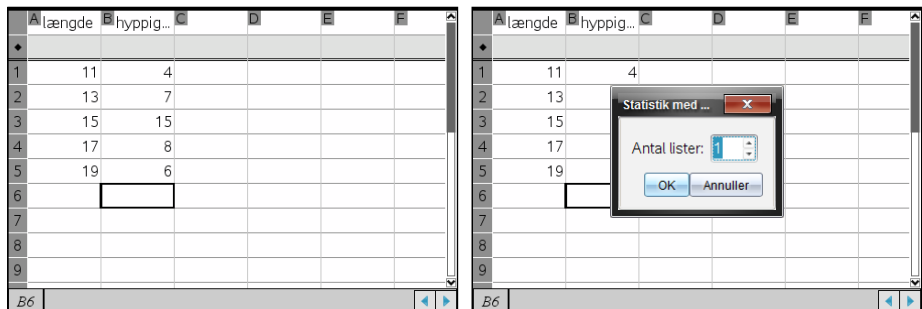 A længde B hyppig... C D E F
◆
1 11 4
2 13 7
3 15 15
4 17 8
5 19 6
6
7
8
9
B6
A længde B hyppig... C D E F
◆
1 11 4
2 13
3 15
4 17
5 19
6
7
8
9
B6
Statistik med ...
Antal lister: 1
OK Annuller